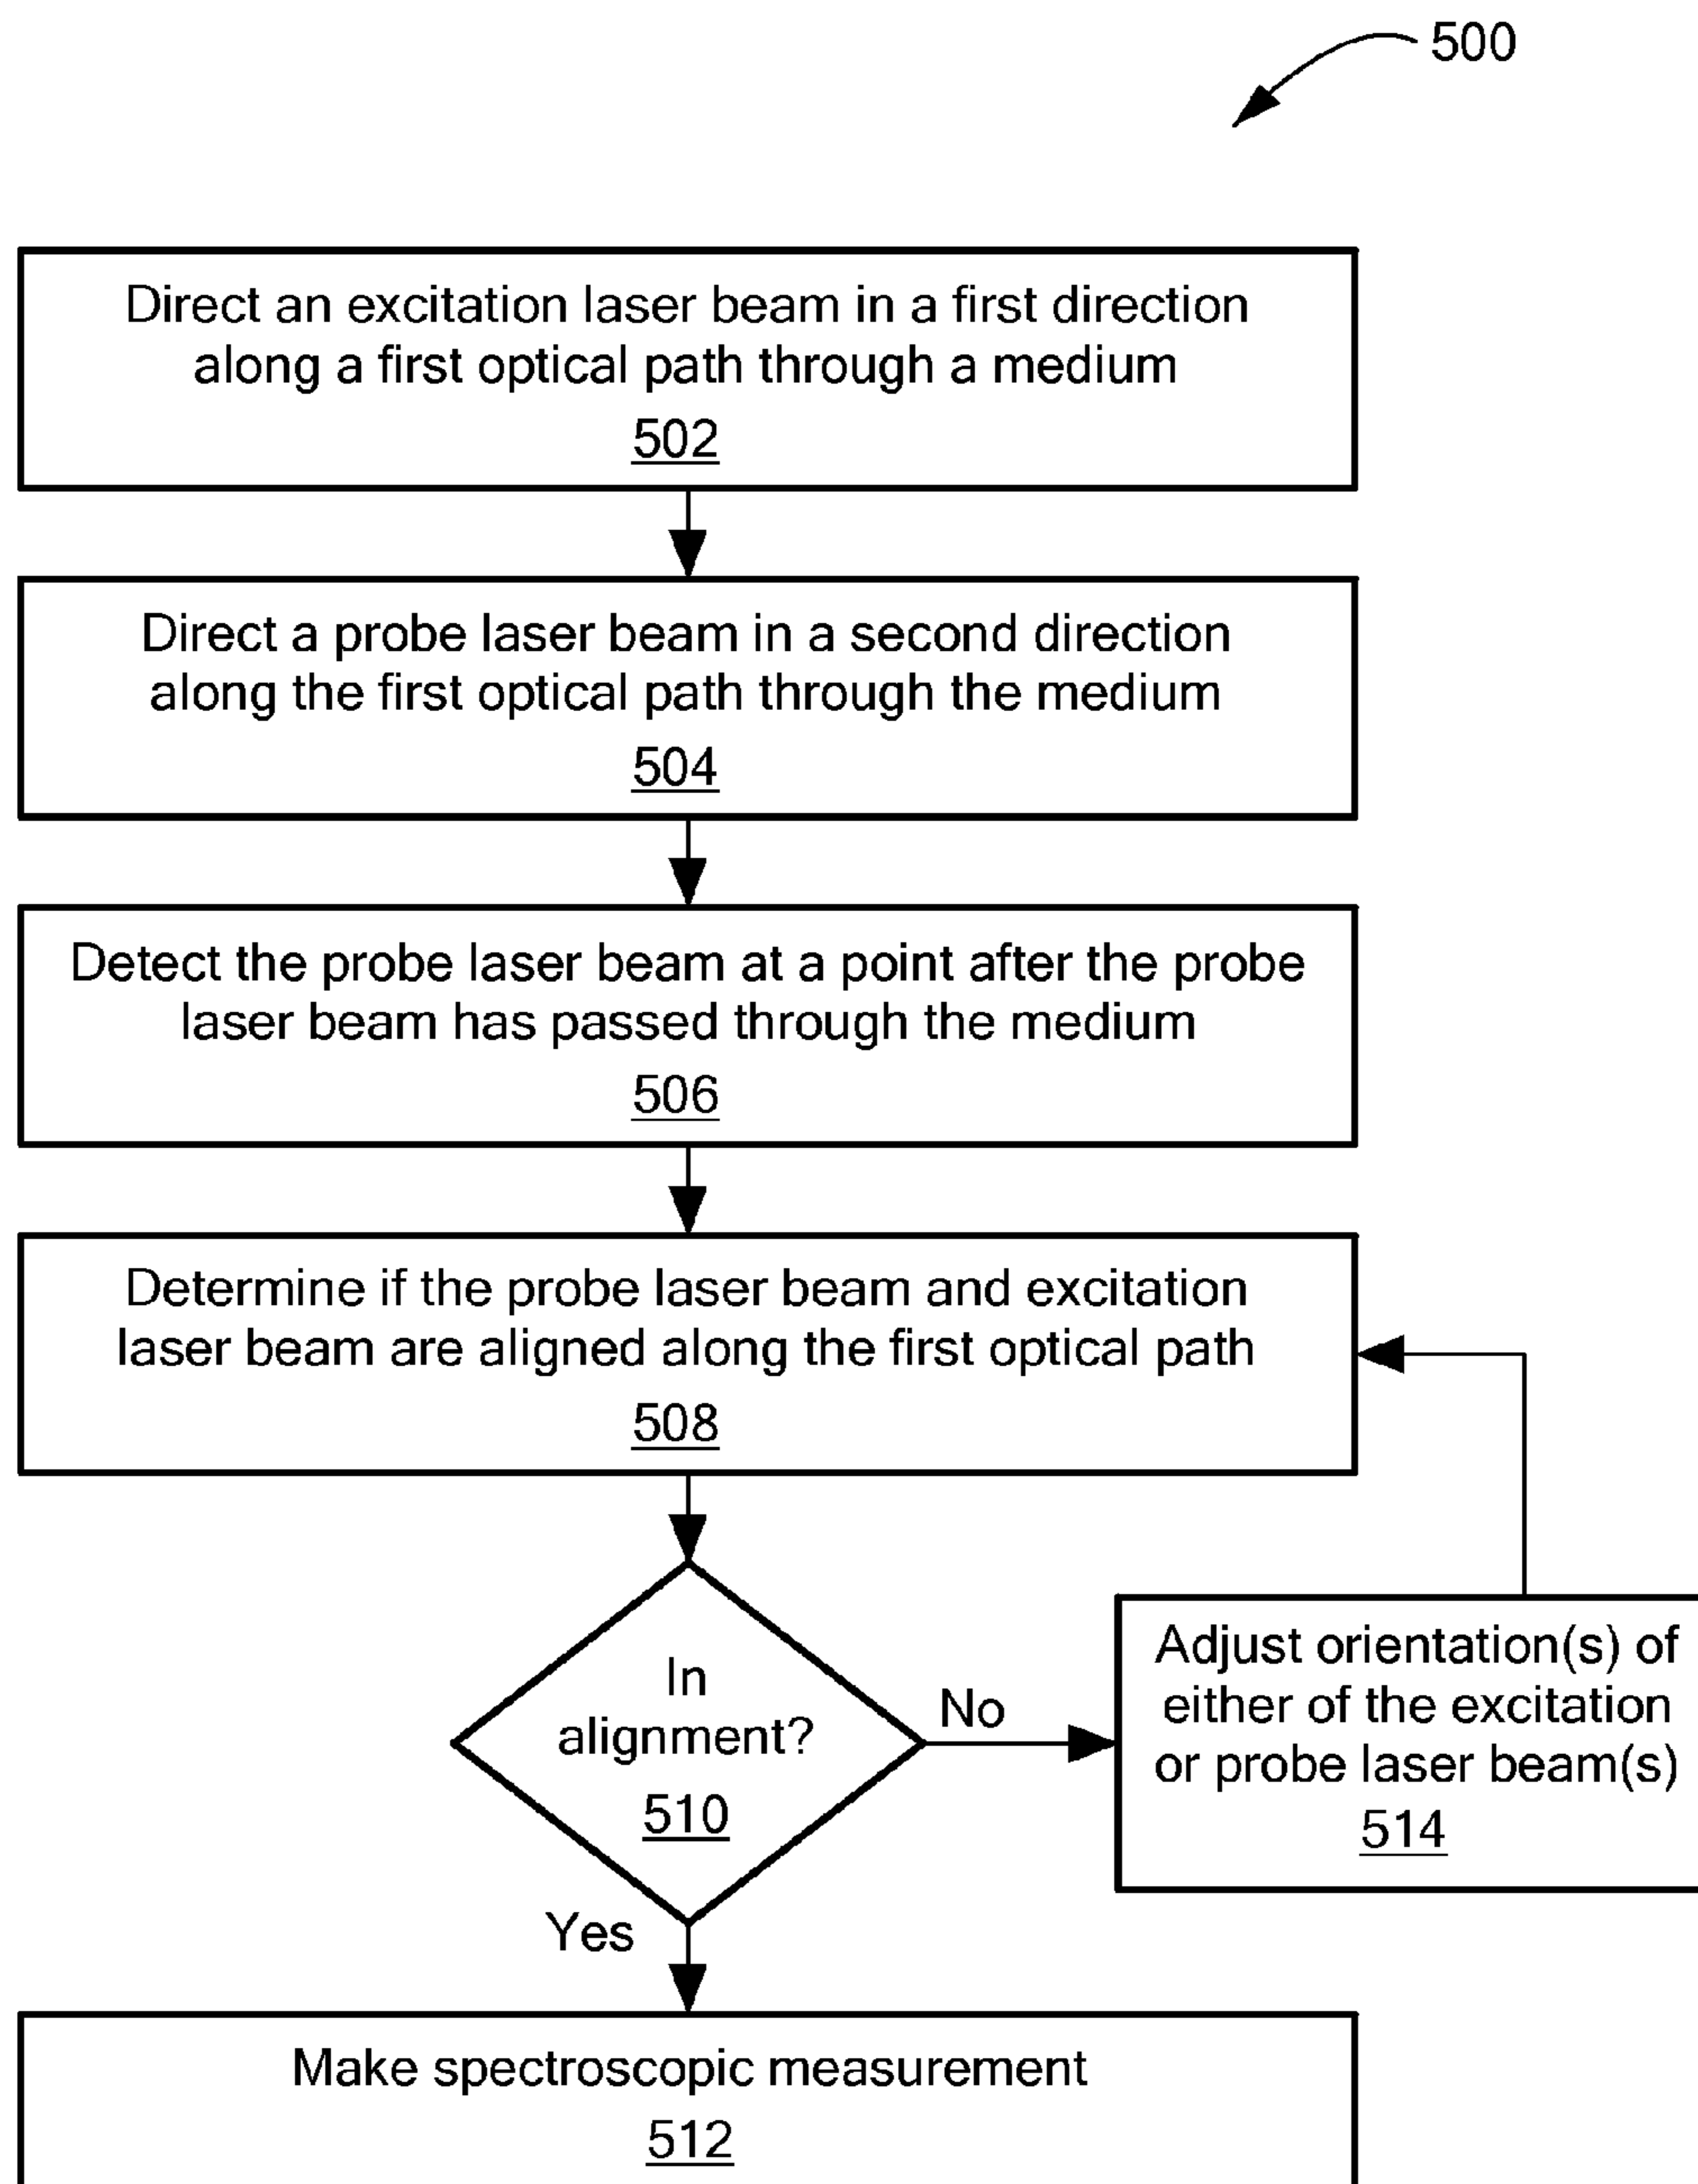 500
Direct an excitation laser beam in a first direction
along a first optical path through a medium
502
Direct a probe laser beam in a second direction
along the first optical path through the medium
504
Detect the probe laser beam at a point after the probe
laser beam has passed through the medium
506
Determine if the probe laser beam and excitation
laser beam are aligned along the first optical path
508
In
alignment?
510
No
Adjust orientation(s) of
either of the excitation
or probe laser beam(s)
514
Yes
Make spectroscopic measurement
512